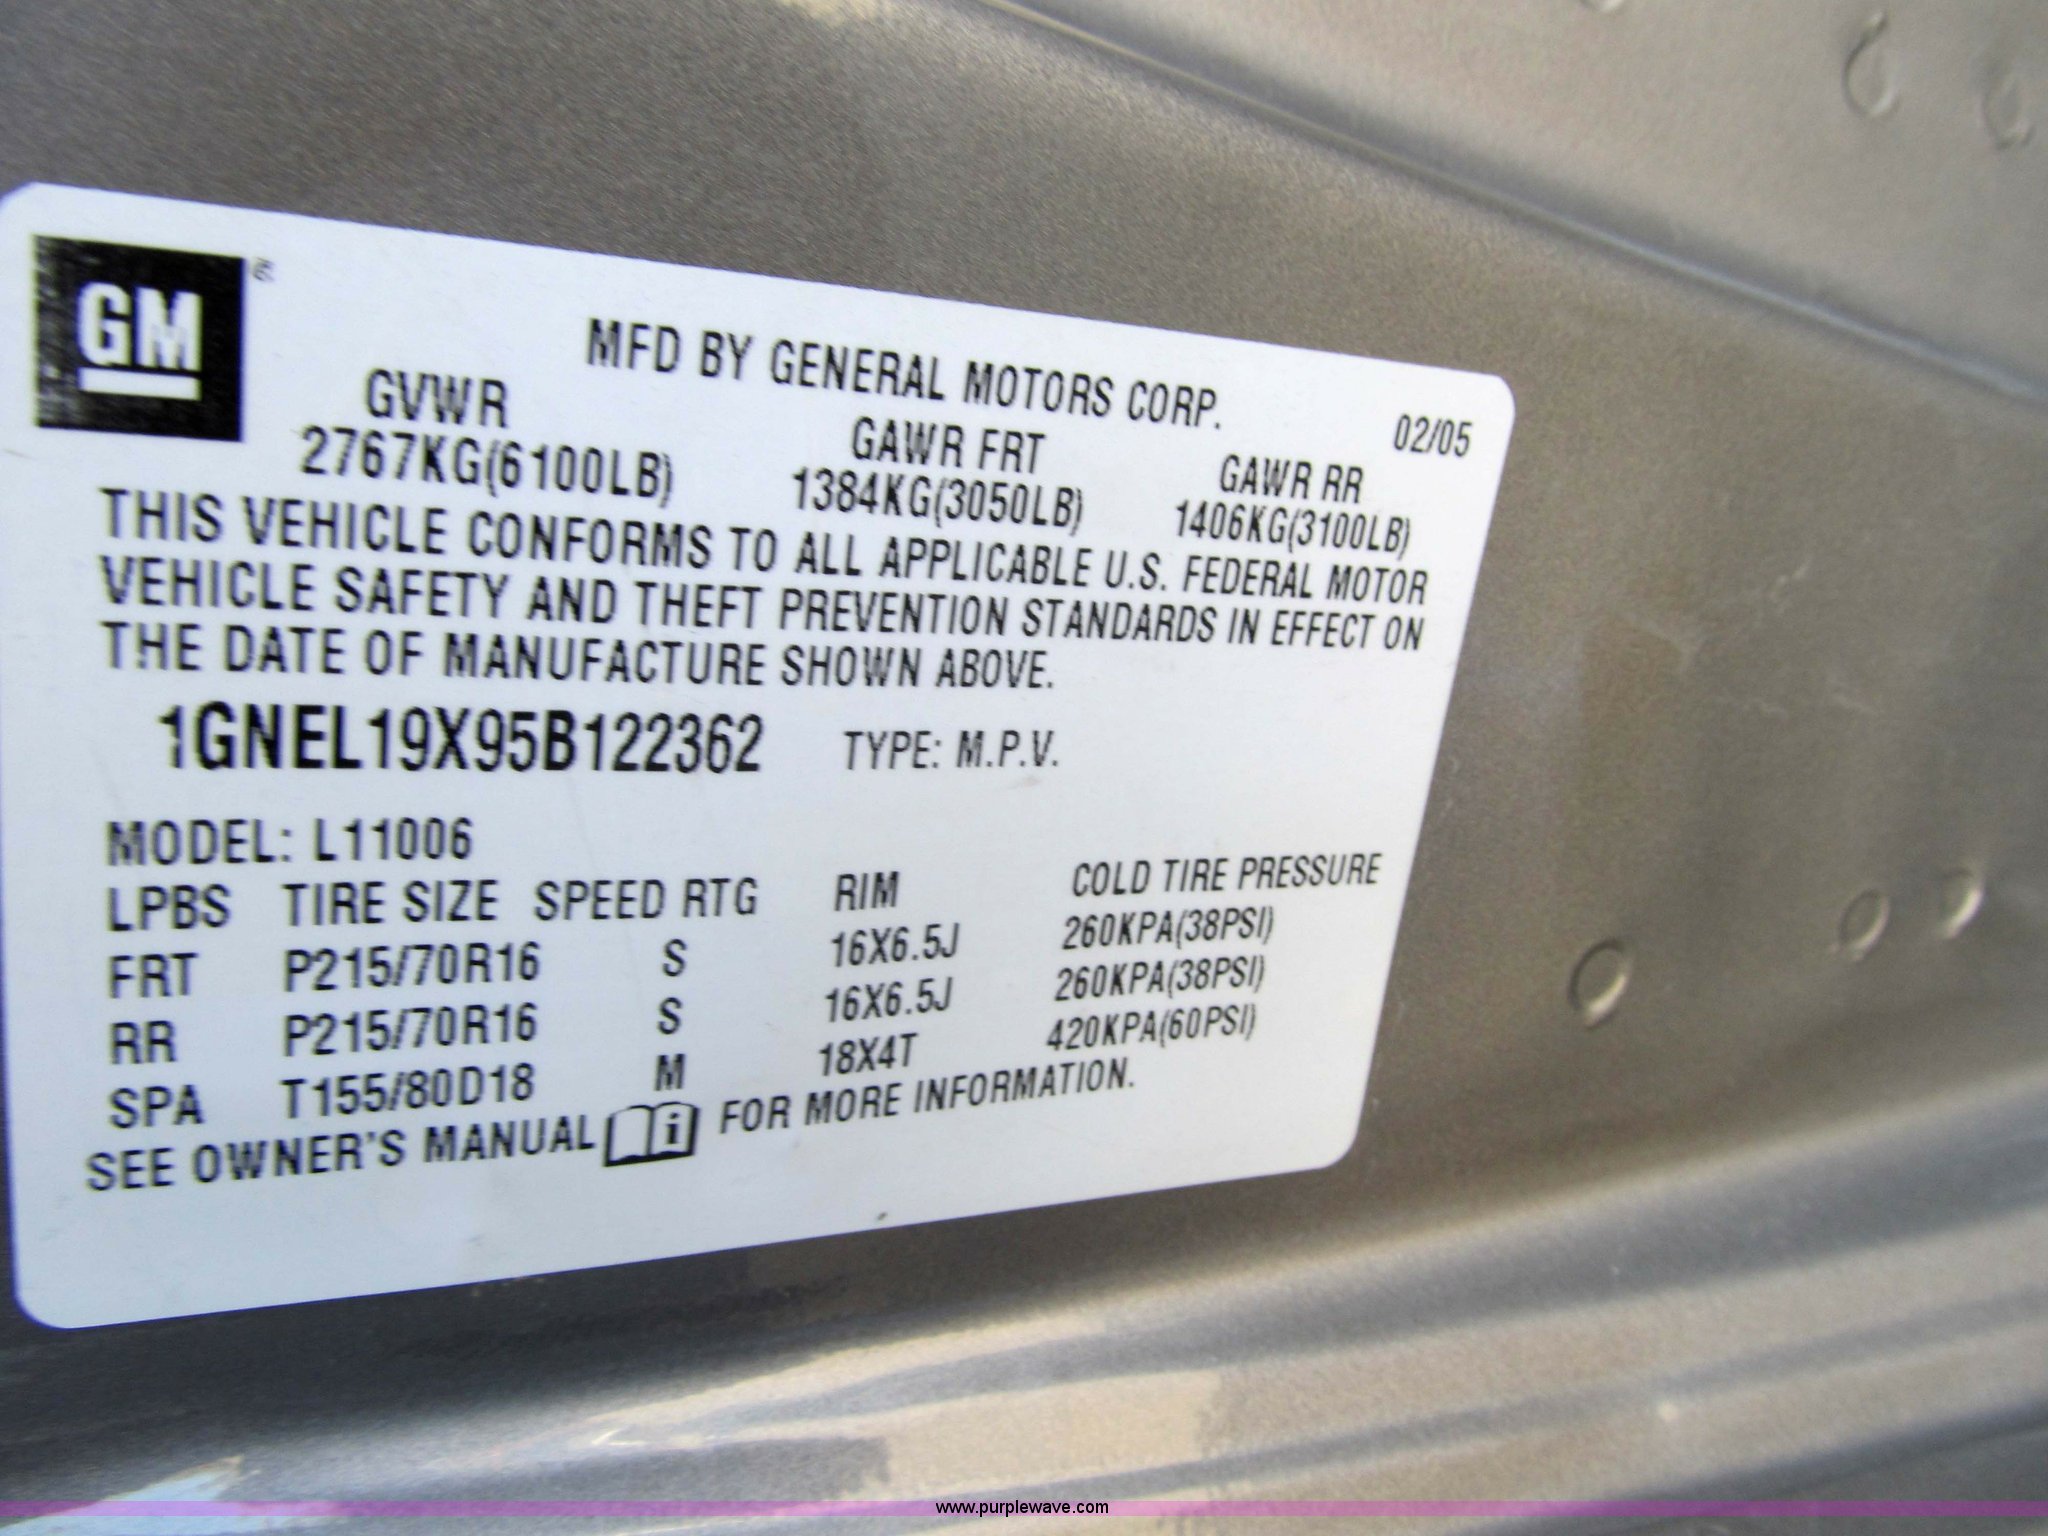 GM
MFD BY GENERAL MOTORS CORP.
02/05
GVWR GAWR FRT GAWR RR
2767KG(6100LB) 1384KG(3050LB) 1406KG(3100LB)
THIS VEHICLE CONFORMS TO ALL APPLICABLE U.S. FEDERAL MOTOR
VEHICLE SAFETY AND THEFT PREVENTION STANDARDS IN EFFECT ON
THE DATE OF MANUFACTURE SHOWN ABOVE.
1GNEL19X95B122362 TYPE: M.P.V.
MODEL: L11006
LPBS TIRE SIZE SPEED RTG RIM COLD TIRE PRESSURE
FRT P215/70R16 S 16X6.5J 260KPA(38PSI)
RR P215/70R16 S 16X6.5J 260KPA(38PSI)
SPA T155/80D18 M 18X4T 420KPA(60PSI)
SEE OWNER'S MANUAL i FOR MORE INFORMATION.
www.purplewave.com